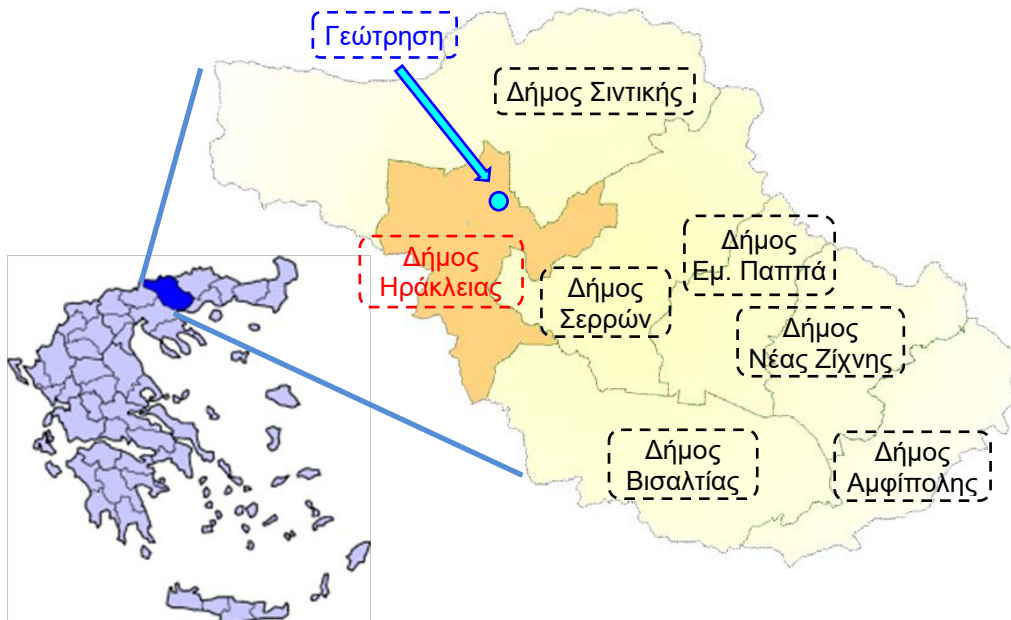 Γεώτρηση
Δήμος Σιντικής
Δήμος
Εμ. Παππά
Δήμος
Ηράκλειας
Δήμος
Σερρών
Δήμος
Νέας Ζίχνης
Δήμος
Βισαλτίας
Δήμος
Αμφίπολης